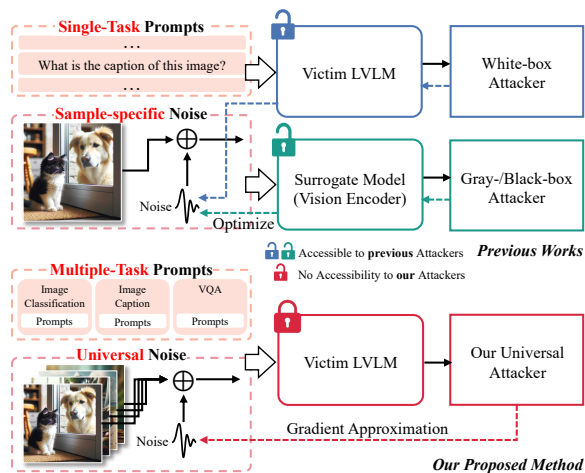 Single-Task Prompts
...
What is the caption of this image?
...
Sample-specific Noise
Noise
Optimize
Victim LVLM
White-box
Attacker
Surrogate Model
(Vision Encoder)
Gray-/Black-box
Attacker
Previous Works
Accessible to previous Attackers
No Accessibility to our Attackers
Multiple-Task Prompts
Image
Classification
Prompts
Image
Caption
Prompts
VQA
Prompts
Universal Noise
Noise
Victim LVLM
Our Universal
Attacker
Gradient Approximation
Our Proposed Method